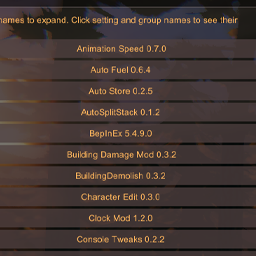 names to expand. Click setting and group names to see their
Animation Speed 0.7.0
Auto Fuel 0.6.4
Auto Store 0.2.5
AutoSplitStack 0.1.2
BepInEx 5.4.9.0
Building Damage Mod 0.3.2
BuildingDemolish 0.3.2
Character Edit 0.3.0
Clock Mod 1.2.0
Console Tweaks 0.2.2